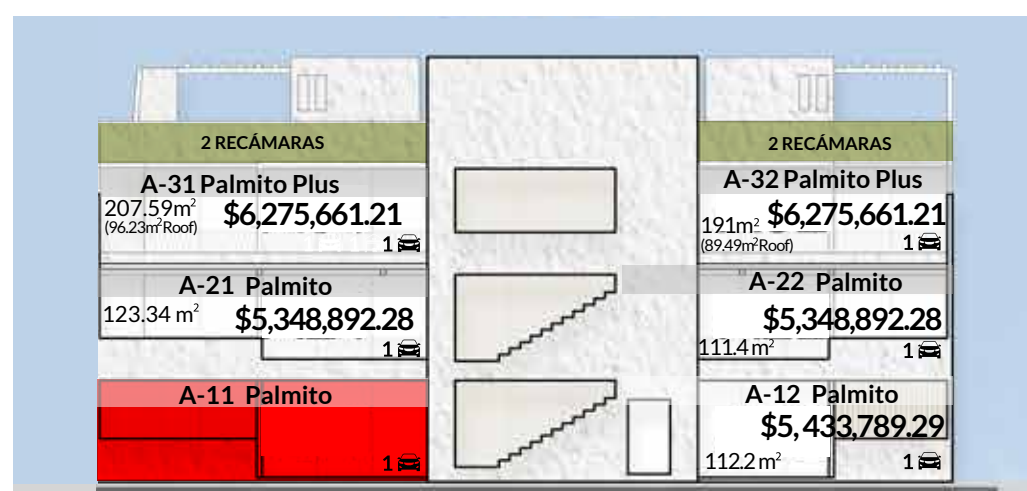 2 RECÁMARAS
A-31 Palmito Plus
207.59m² $6,275,661.21
(96.23m² Roof)
1
A-21 Palmito
123.34 m² $5,348,892.28
1
A-11 Palmito
1
2 RECÁMARAS
A-32 Palmito Plus
191m² $6,275,661.21
(89.49m² Roof) 1
A-22 Palmito
$5,348,892.28
111.4 m² 1
A-12 Palmito
$5,433,789.29
112.2 m² 1